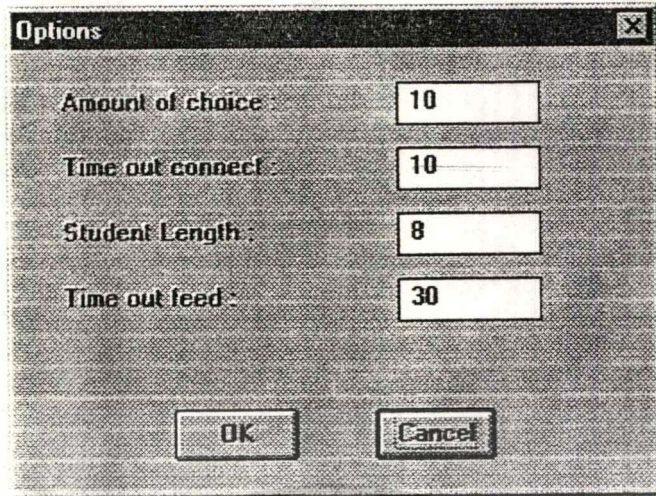 Options
Amount of choice : 10
Time out connect : 10
Student Length : 8
Time out feed : 30
OK Cancel